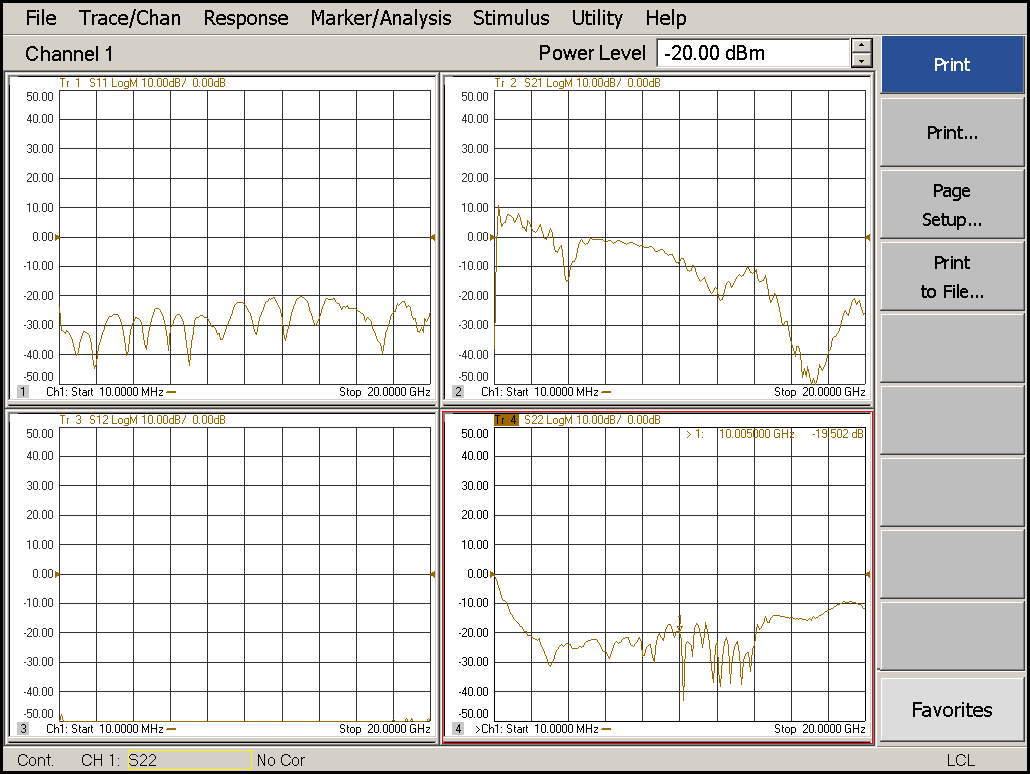 File Trace/Chan Response Marker/Analysis Stimulus Utility Help
Channel 1 Power Level -20.00 dBm
Print
Print...
Page
Setup...
Print
to File...
Favorites
Tr 1 S11 LogM 10.00dB/ 0.00dB
50.00
40.00
30.00
20.00
10.00
0.00
-10.00
-20.00
-30.00
-40.00
-50.00
1 Ch1: Start 10.0000 MHz Stop 20.0000 GHz
Tr 2 S21 LogM 10.00dB/ 0.00dB
50.00
40.00
30.00
20.00
10.00
0.00
-10.00
-20.00
-30.00
-40.00
-50.00
2 Ch1: Start 10.0000 MHz Stop 20.0000 GHz
Tr 3 S12 LogM 10.00dB/ 0.00dB
50.00
40.00
30.00
20.00
10.00
0.00
-10.00
-20.00
-30.00
-40.00
-50.00
3 Ch1: Start 10.0000 MHz Stop 20.0000 GHz
Tr 4 S22 LogM 10.00dB/ 0.00dB
> 1: 10.005000 GHz -19.502 dB
50.00
40.00
30.00
20.00
10.00
0.00
-10.00
-20.00
-30.00
-40.00
-50.00
4 >Ch1: Start 10.0000 MHz Stop 20.0000 GHz
Cont. CH 1: S22 No Cor LCL